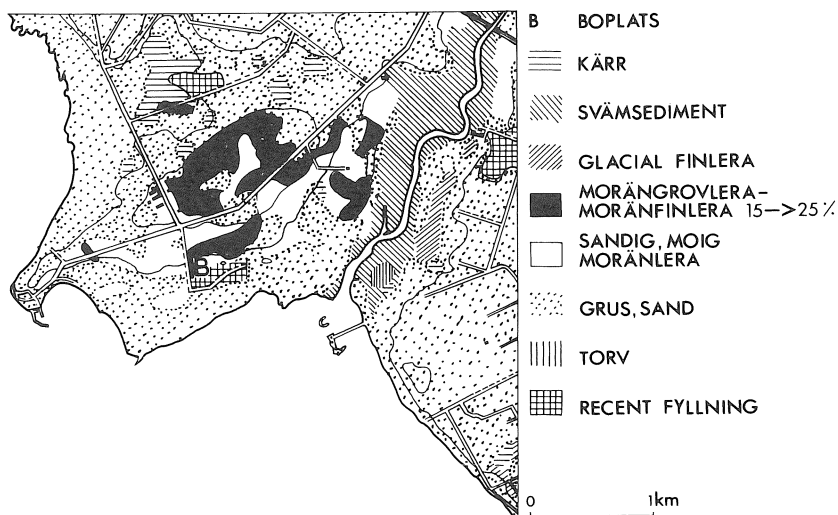 B BOPLATS
KÄRR
SVÄMSEDIMENT
GLACIAL FINLERA
MORÄNGROVLERA-
MORÄNFINLERA 15—>25%
SANDIG, MOIG
MORÄNLERA
GRUS, SAND
TORV
RECENT FYLLNING
B
0 1km